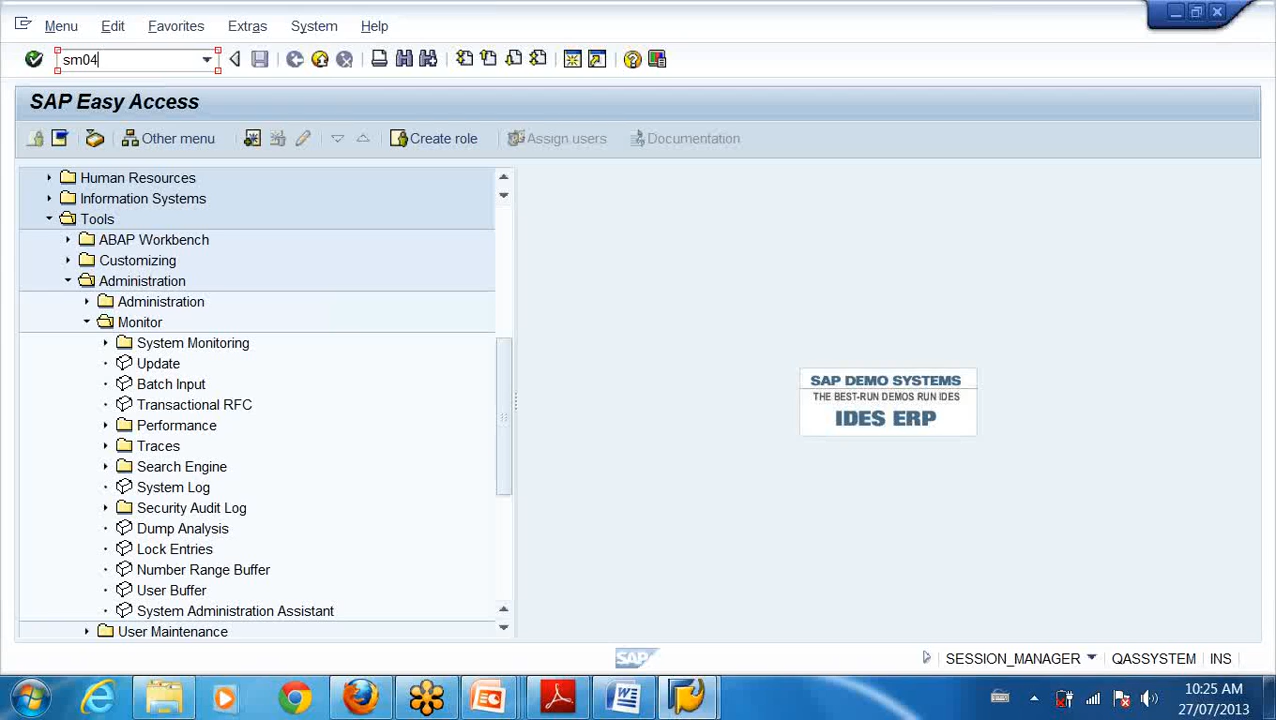 Menu Edit Favorites Extras System Help
sm04
SAP Easy Access
Other menu Create role Assign users Documentation
Human Resources
Information Systems
Tools
ABAP Workbench
Customizing
Administration
Administration
Monitor
System Monitoring
Update
Batch Input
Transactional RFC
Performance
Traces
Search Engine
System Log
Security Audit Log
Dump Analysis
Lock Entries
Number Range Buffer
User Buffer
System Administration Assistant
User Maintenance
SAP DEMO SYSTEMS
THE BEST-RUN DEMOS RUN IDES
IDES ERP
SAP
SESSION_MANAGER QASSYSTEM INS
10:25 AM
27/07/2013